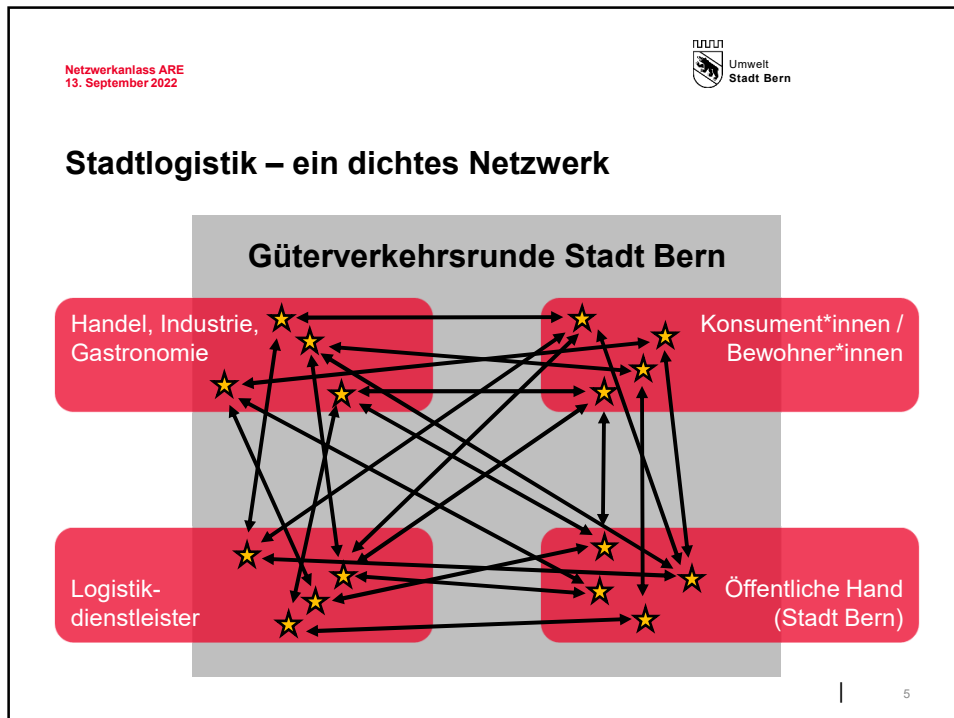 Netzwerkanlass ARE
13. September 2022
Umwelt
Stadt Bern
Stadtlogistik – ein dichtes Netzwerk
Güterverkehrsrunde Stadt Bern
Handel, Industrie,
Gastronomie
Konsument*innen /
Bewohner*innen
Logistik-
dienstleister
Öffentliche Hand
(Stadt Bern)
5